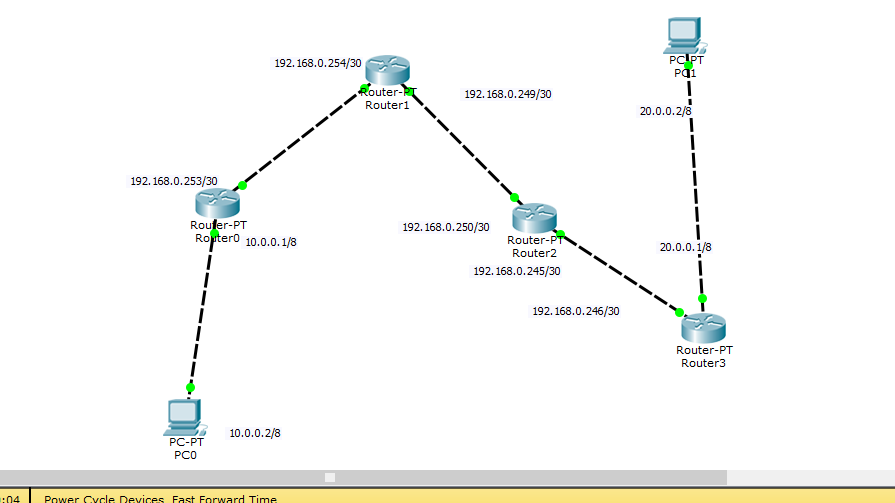 192.168.0.254/30
Router-PT
Router1
192.168.0.249/30
PC-PT
PC1
20.0.0.2/8
192.168.0.253/30
Router-PT
Router0
10.0.0.1/8
192.168.0.250/30
Router-PT
Router2
192.168.0.245/30
20.0.0.1/8
192.168.0.246/30
Router-PT
Router3
10.0.0.2/8
PC-PT
PC0
:04 Power Cycle Devices Fast Forward Time